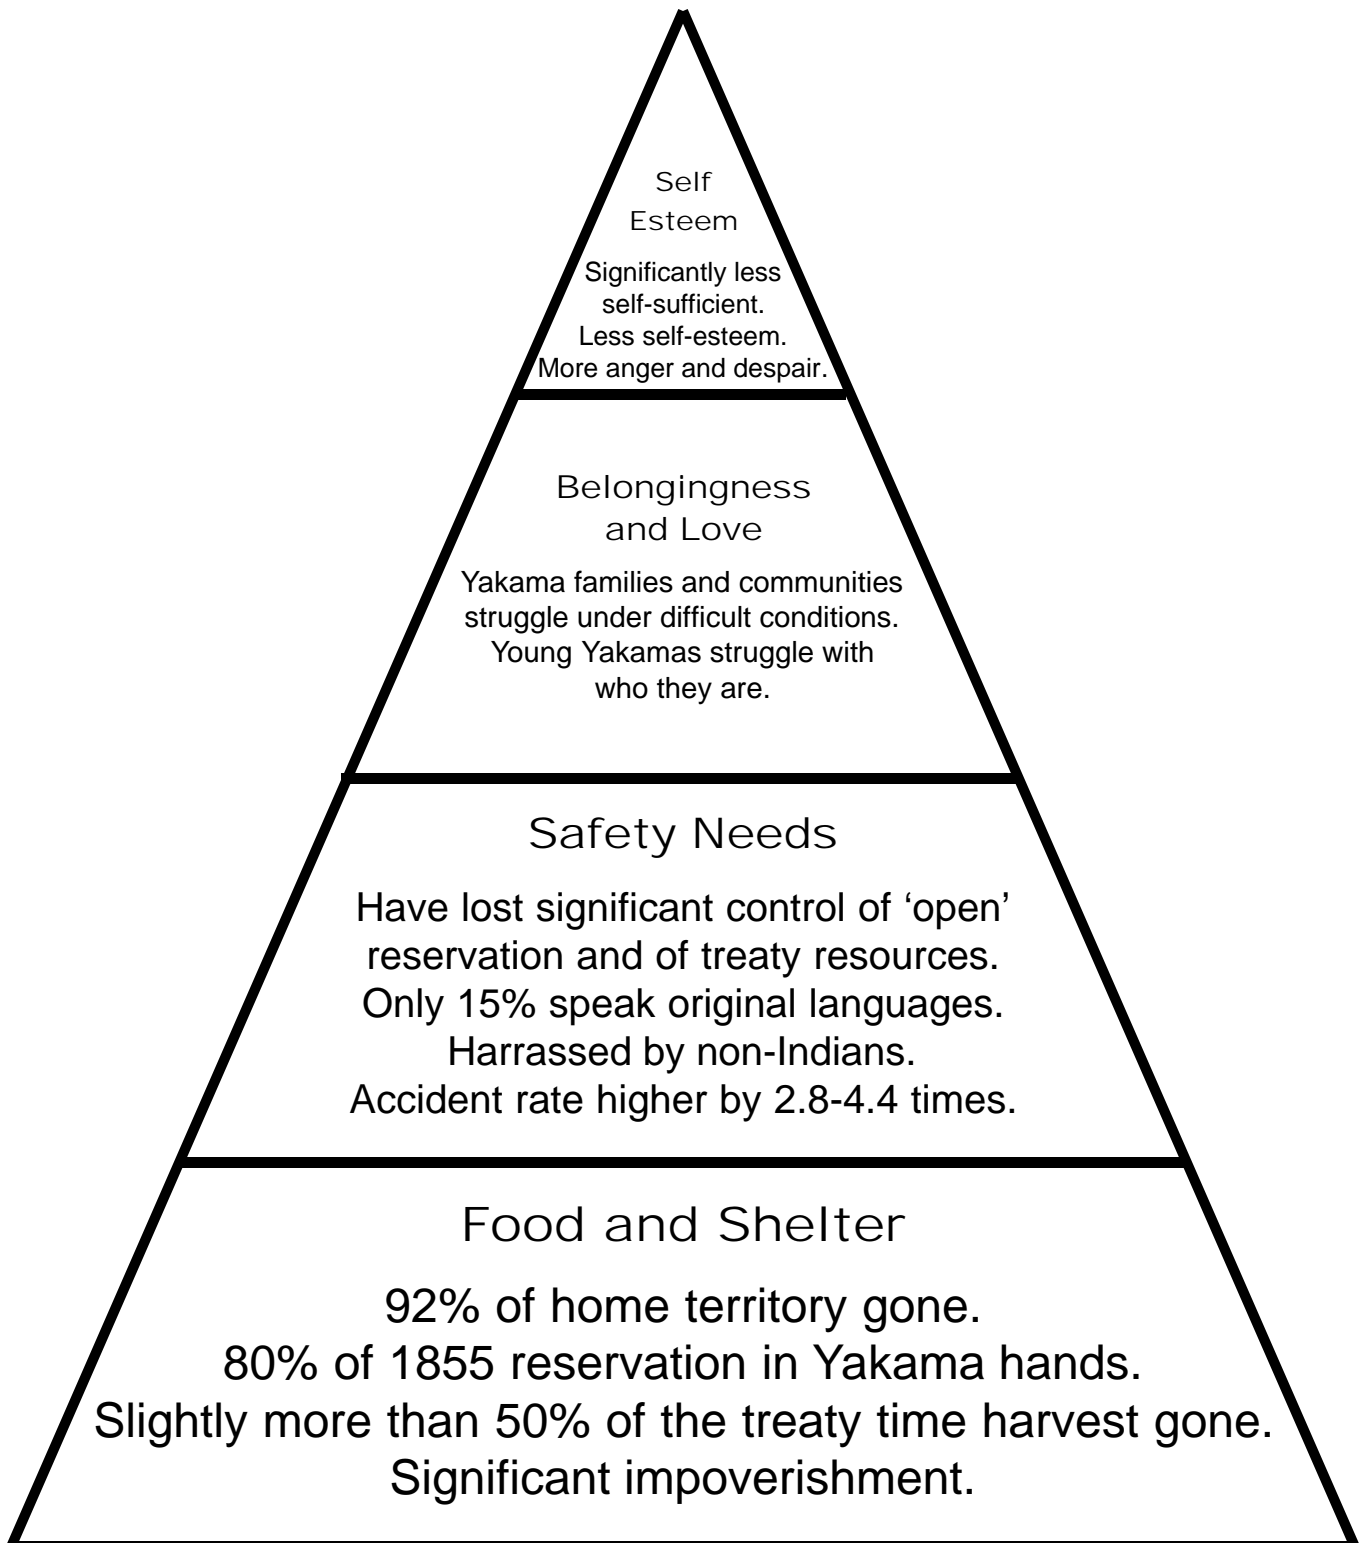 Self
Esteem
Significantly less
self-sufficient.
Less self-esteem.
More anger and despair.
Belongingness
and Love
Yakama families and communities
struggle under difficult conditions.
Young Yakamas struggle with
who they are.
Safety Needs
Have lost significant control of ‘open’
reservation and of treaty resources.
Only 15% speak original languages.
Harrassed by non-Indians.
Accident rate higher by 2.8-4.4 times.
Food and Shelter
92% of home territory gone.
80% of 1855 reservation in Yakama hands.
Slightly more than 50% of the treaty time harvest gone.
Significant impoverishment.